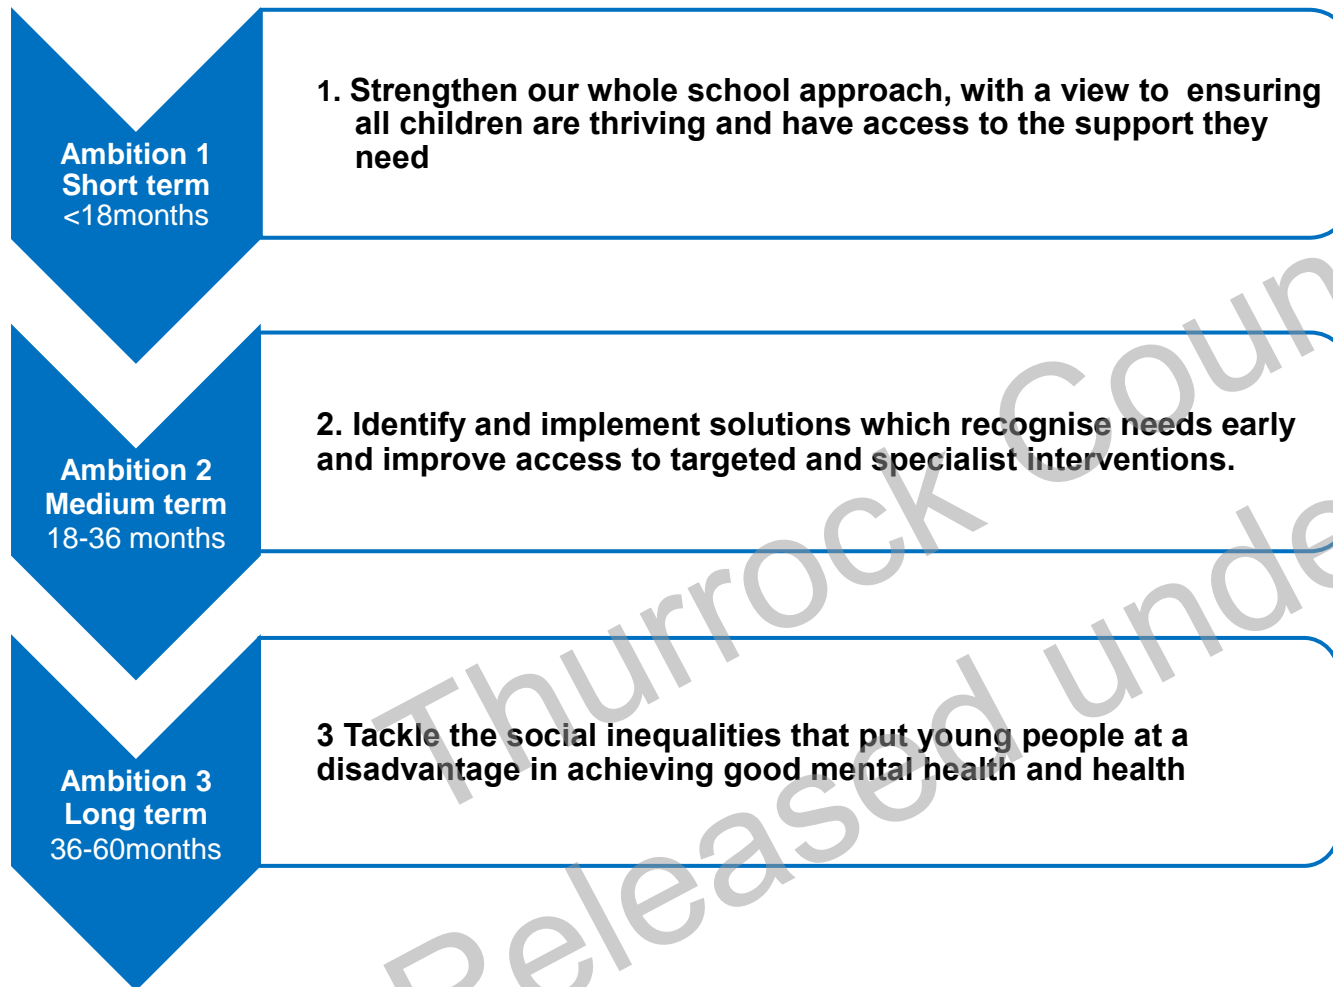 Ambition 1
Short term
<18months
1. Strengthen our whole school approach, with a view to  ensuring
all children are thriving and have access to the support they
need
Ambition 2
Medium term
18-36 months
2. Identify and implement solutions which recognise needs early
and improve access to targeted and specialist interventions.
Ambition 3
Long term
36-60months
3 Tackle the social inequalities that put young people at a
disadvantage in achieving good mental health and health
Thurrock Coun
Released unde